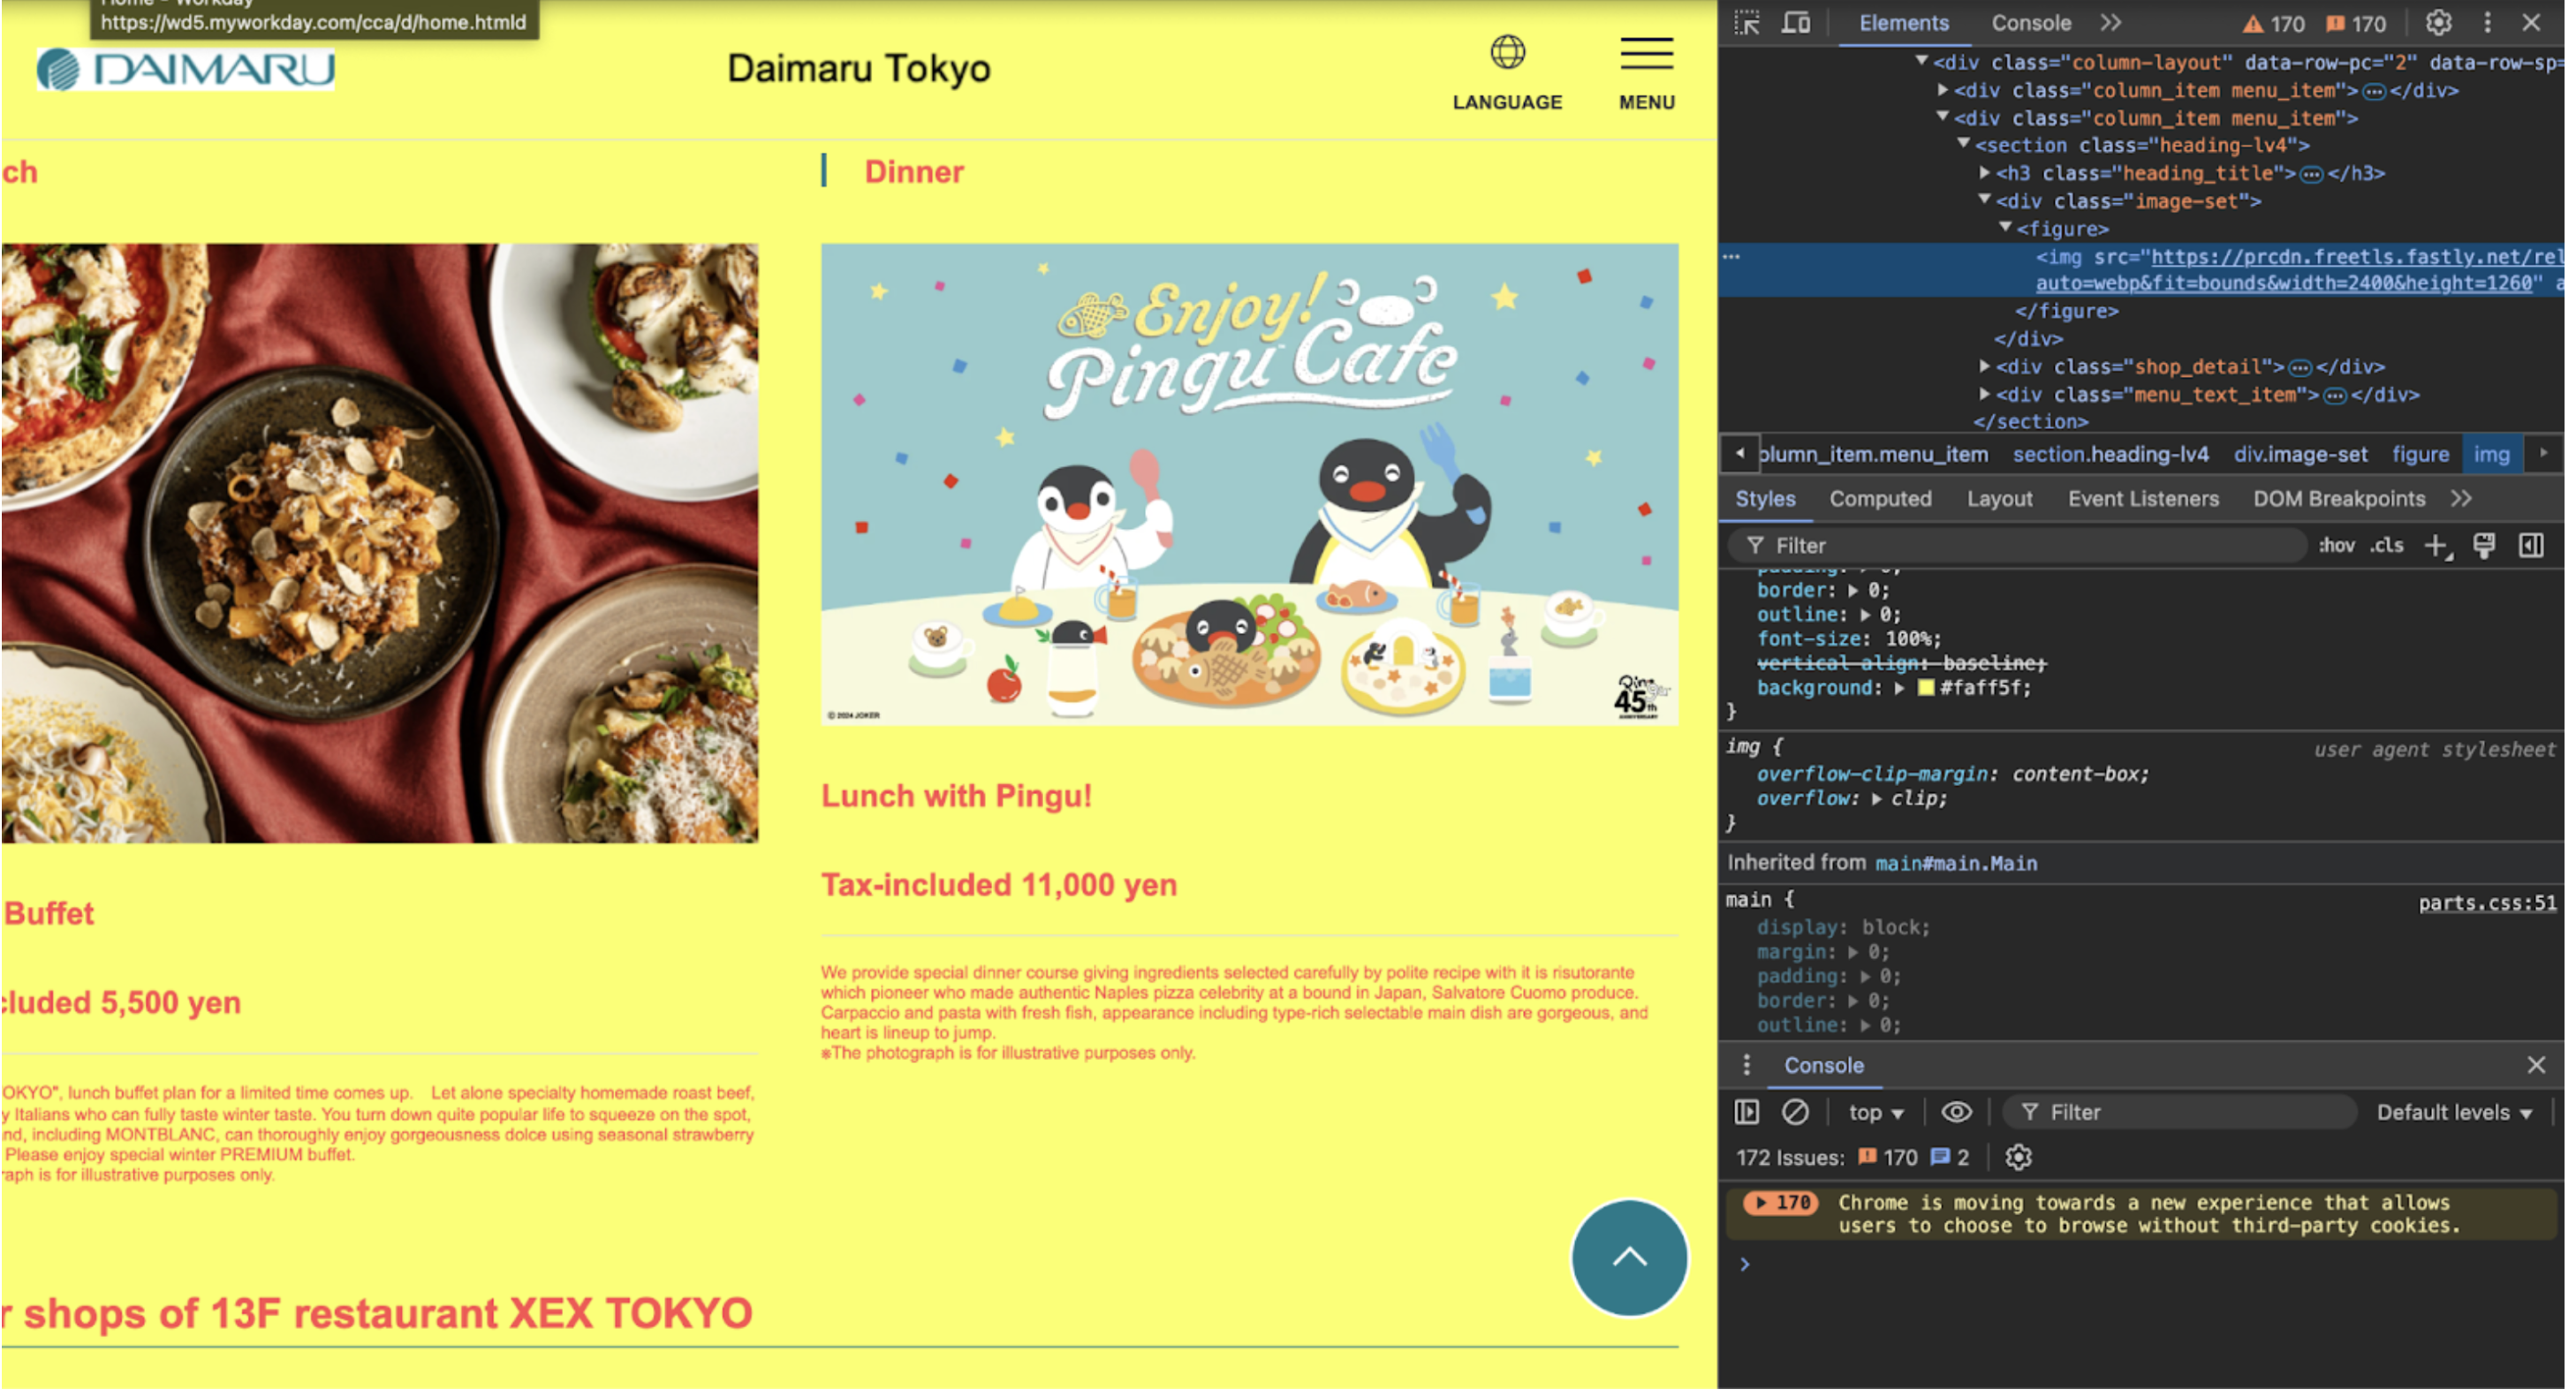 https://wd5.myworkday.com/cca/d/home.htmld
DAIMARU
Daimaru Tokyo
LANGUAGE
MENU
ch
Buffet
cluded 5,500 yen
OKYO", lunch buffet plan for a limited time comes up. Let alone specialty homemade roast beef,
y Italians who can fully taste winter taste. You turn down quite popular life to squeeze on the spot,
nd, including MONTBLANC, can thoroughly enjoy gorgeousness dolce using seasonal strawberry
Please enjoy special winter PREMIUM buffet.
raph is for illustrative purposes only.
Dinner
Enjoy!
Pingu Cafe
© 2024 JOKER
45th
ANNIVERSARY
Lunch with Pingu!
Tax-included 11,000 yen
We provide special dinner course giving ingredients selected carefully by polite recipe with it is risutorante
which pioneer who made authentic Naples pizza celebrity at a bound in Japan, Salvatore Cuomo produce.
Carpaccio and pasta with fresh fish, appearance including type-rich selectable main dish are gorgeous, and
heart is lineup to jump.
※The photograph is for illustrative purposes only.
r shops of 13F restaurant XEX TOKYO
Elements Console 170 170
<div class="column-layout" data-row-pc="2" data-row-sp=
<div class="column_item menu_item"> … </div>
<div class="column_item menu_item">
<section class="heading-lv4">
<h3 class="heading_title"> … </h3>
<div class="image-set">
<figure>
<img src="https://prcdn.freetls.fastly.net/rel
auto=webp&fit=bounds&width=2400&height=1260" a
</figure>
</div>
<div class="shop_detail"> … </div>
<div class="menu_text_item"> … </div>
</section>
olumn_item.menu_item section.heading-lv4 div.image-set figure img
Styles Computed Layout Event Listeners DOM Breakpoints
Filter :hov .cls
border: 0;
outline: 0;
font-size: 100%;
vertical-align: baseline;
background: #faff5f;
}
img { user agent stylesheet
overflow-clip-margin: content-box;
overflow: clip;
}
Inherited from main#main.Main
main { parts.css:51
display: block;
margin: 0;
padding: 0;
border: 0;
outline: 0;
Console
top Filter Default levels
172 Issues: 170 2
170 Chrome is moving towards a new experience that allows
users to choose to browse without third-party cookies.